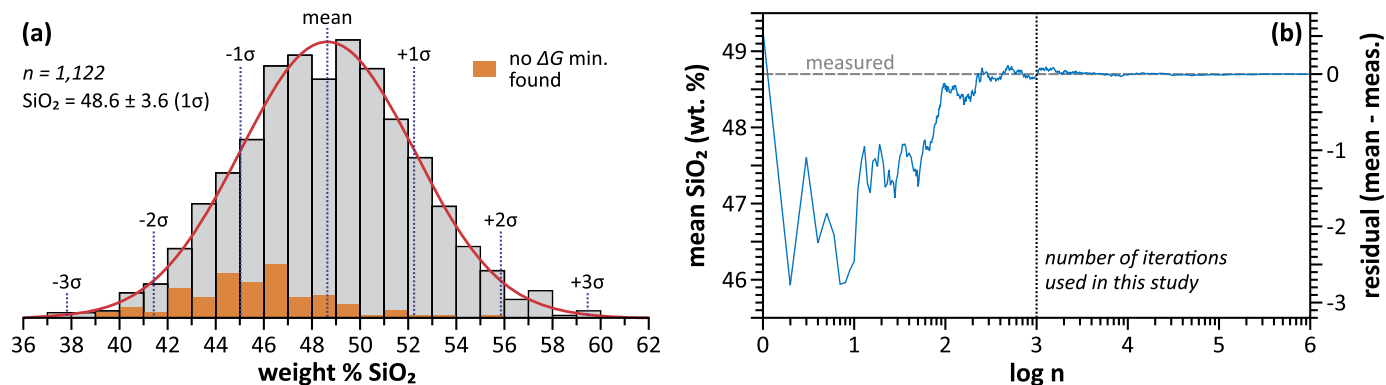 (a)
mean
-1σ
+1σ
n = 1,122
SiO₂ = 48.6 ± 3.6 (1σ)
no ΔG min.
found
-2σ
+2σ
-3σ
+3σ
36 38 40 42 44 46 48 50 52 54 56 58 60 62
weight % SiO₂
(b)
49
48
47
46
mean SiO₂ (wt. %)
measured
number of iterations
used in this study
0
-1
-2
-3
residual (mean - meas.)
0 1 2 3 4 5 6
log n